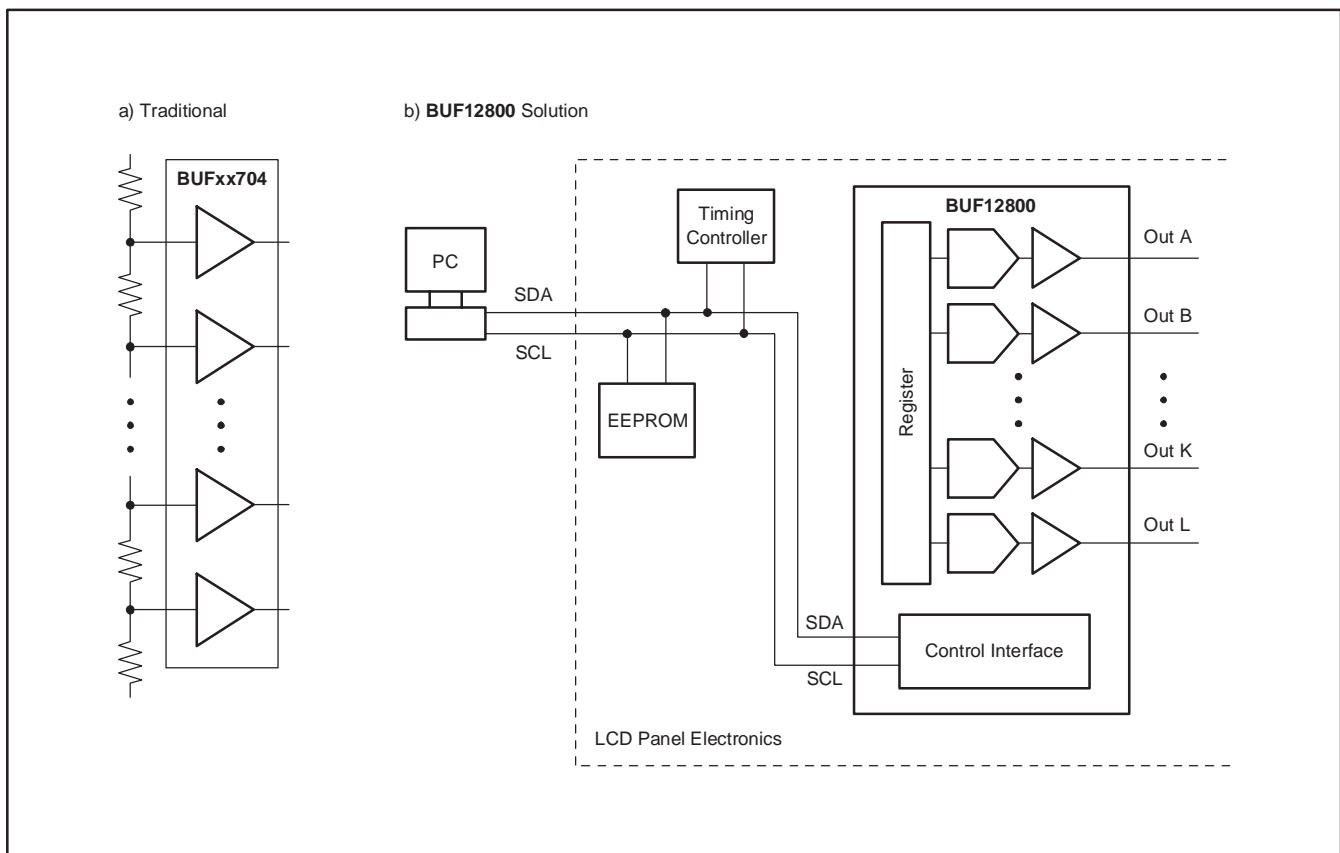 a) Traditional
b) BUF12800 Solution
BUFxx704
PC
SDA
SCL
Timing
Controller
EEPROM
BUF12800
Register
Out A
Out B
Out K
Out L
SDA
SCL
Control Interface
LCD Panel Electronics